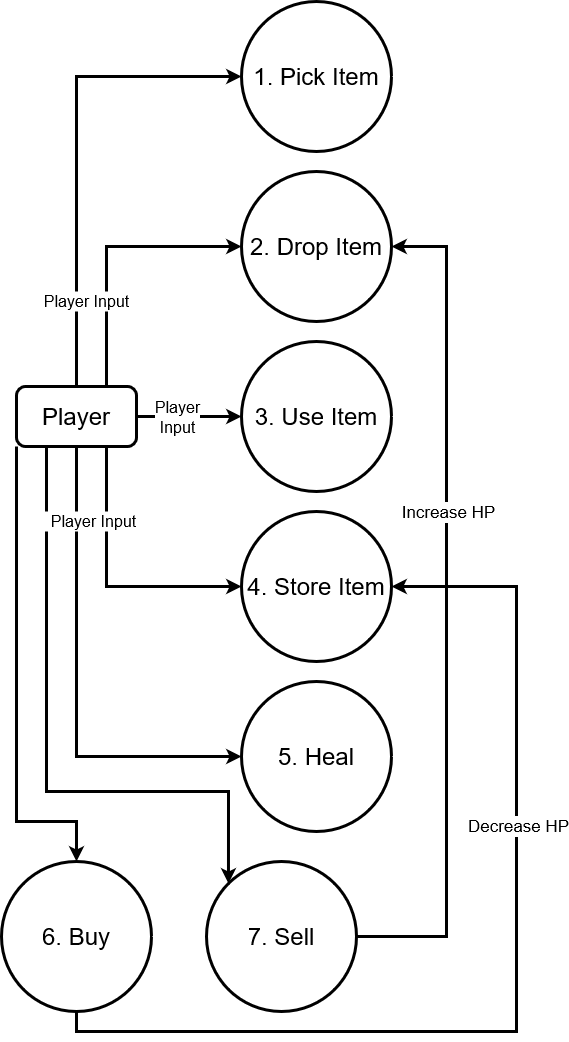 1. Pick Item
2. Drop Item
Player Input
Player
Player
Input
3. Use Item
Increase HP
Player Input
4. Store Item
5. Heal
Decrease HP
6. Buy
7. Sell